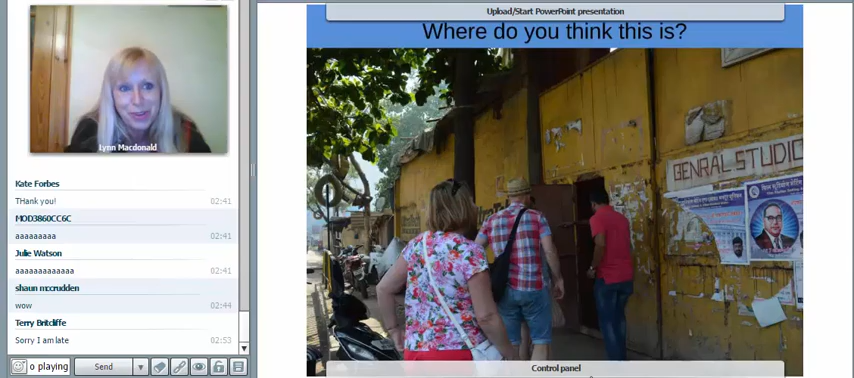 Lynn Macdonald
Kate Forbes
THank you!
02:41
MOD3860CC6C
aaaaaaaaa
02:41
Julie Watson
aaaaaaaaaaaaa
02:41
shaun mccrudden
wow
02:44
Terry Britcliffe
Sorry I am late
02:53
o playing
Send
Upload/Start PowerPoint presentation
Where do you think this is?
GENRAL STUDIO
Control panel